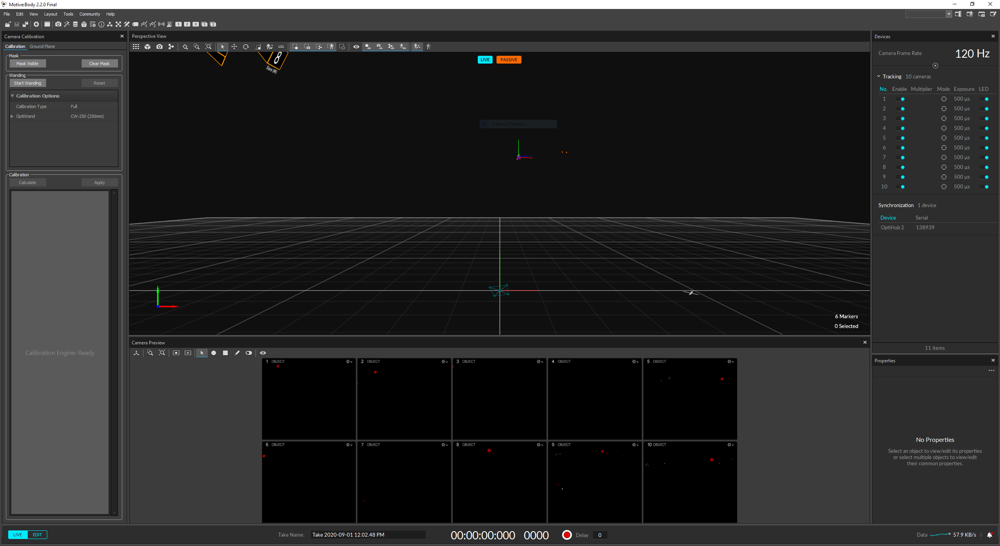 Motive:Body 2.2.0 Final
File Edit View Layout Tools Community Help
1 2 3 1 2
Camera Calibration
Calibration Ground Plane
Mask
Mask Visible Clear Mask
Wanding
Start Wanding Reset
Calibration Options
Calibration Type Full
OptiWand CW-250 (250mm)
Calibration
Calculate Apply
Calibration Engine: Ready
Perspective View
LCL
8
Slave (#8)
LIVE PASSIVE
Capture Fenêtre
6 Markers
0 Selected
Camera Preview
1 OBJECT 2 OBJECT 3 OBJECT 4 OBJECT 5 OBJECT
6 OBJECT 7 OBJECT 8 OBJECT 9 OBJECT 10 OBJECT
Devices
Camera Frame Rate 120 Hz
Tracking 10 cameras
No. Enable Multiplier Mode Exposure LED
1 - 500 µs
2 - 500 µs
3 - 500 µs
4 - 500 µs
5 - 500 µs
6 - 500 µs
7 - 500 µs
8 - 500 µs
9 - 500 µs
10 - 500 µs
Synchronization 1 device
Device Serial
OptiHub 2 138939
11 items
Properties
No Properties
Select an object to view/edit its properties
or select multiple objects to view/edit
their common properties.
LIVE EDIT
Take Name: Take 2020-09-01 12.02.48 PM
00:00:00:000 0000
Delay 0
Data 57.9 KB/s